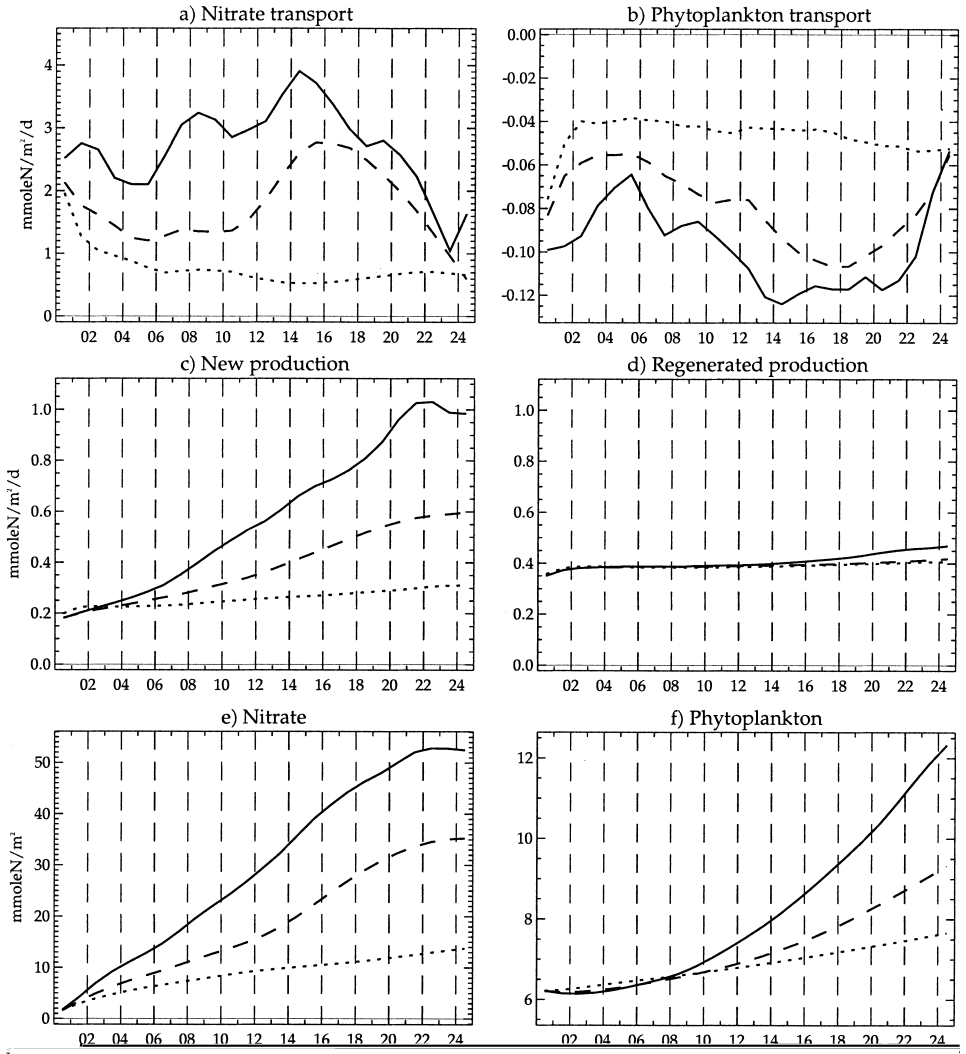 a) Nitrate transport
b) Phytoplankton transport
mmoleN/m²/d
4
3
2
1
0
0.00
-0.02
-0.04
-0.06
-0.08
-0.10
-0.12
02 04 06 08 10 12 14 16 18 20 22 24
02 04 06 08 10 12 14 16 18 20 22 24
c) New production
d) Regenerated production
mmoleN/m²/d
1.0
0.8
0.6
0.4
0.2
0.0
1.0
0.8
0.6
0.4
0.2
0.0
02 04 06 08 10 12 14 16 18 20 22 24
02 04 06 08 10 12 14 16 18 20 22 24
e) Nitrate
f) Phytoplankton
mmoleN/m²
50
40
30
20
10
0
12
10
8
6
02 04 06 08 10 12 14 16 18 20 22 24
02 04 06 08 10 12 14 16 18 20 22 24